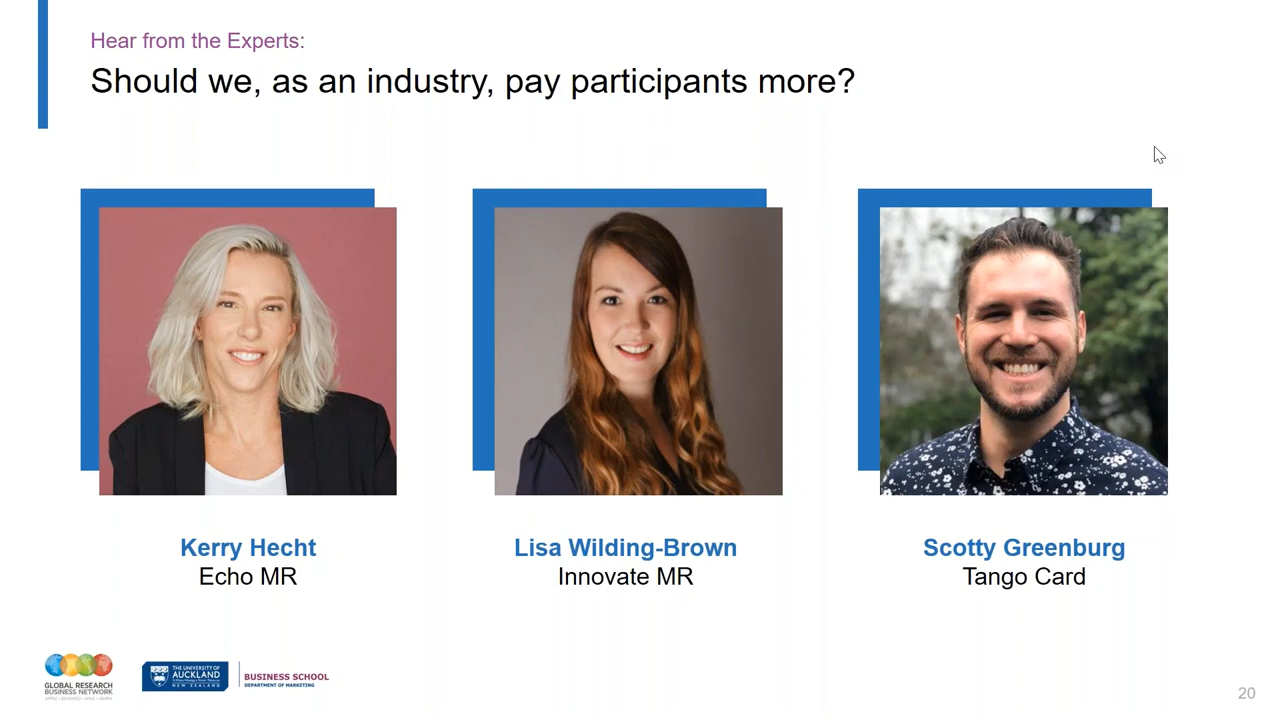 Hear from the Experts:
Should we, as an industry, pay participants more?
Kerry Hecht
Echo MR
Lisa Wilding-Brown
Innovate MR
Scotty Greenburg
Tango Card
GLOBAL RESEARCH
BUSINESS NETWORK
THE UNIVERSITY OF
AUCKLAND
NEW ZEALAND
BUSINESS SCHOOL
DEPARTMENT OF MARKETING
20